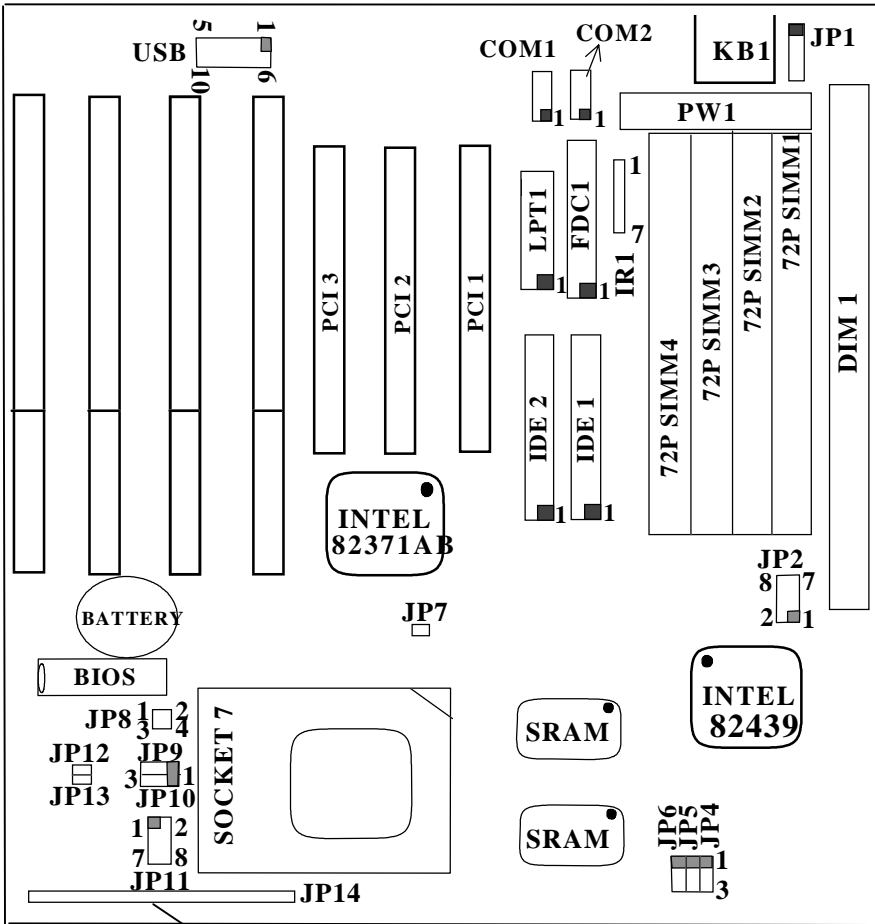 5 1
USB
10 6
COM1
COM2
1
1
KB1
JP1
PW1
LPT1
1
FDC1
1
1
7
IR1
72P SIMM4
72P SIMM3
72P SIMM2
72P SIMM1
DIM 1
PCI 3
PCI 2
PCI 1
IDE 2
1
IDE 1
1
INTEL
82371AB
JP2
8 7
2 1
BATTERY
JP7
BIOS
INTEL
82439
JP8
1 2
3 4
SOCKET 7
SRAM
JP12
JP13
JP9
3 1
JP10
SRAM
JP6
JP5
JP4
1
3
1 2
7 8
JP11
JP14